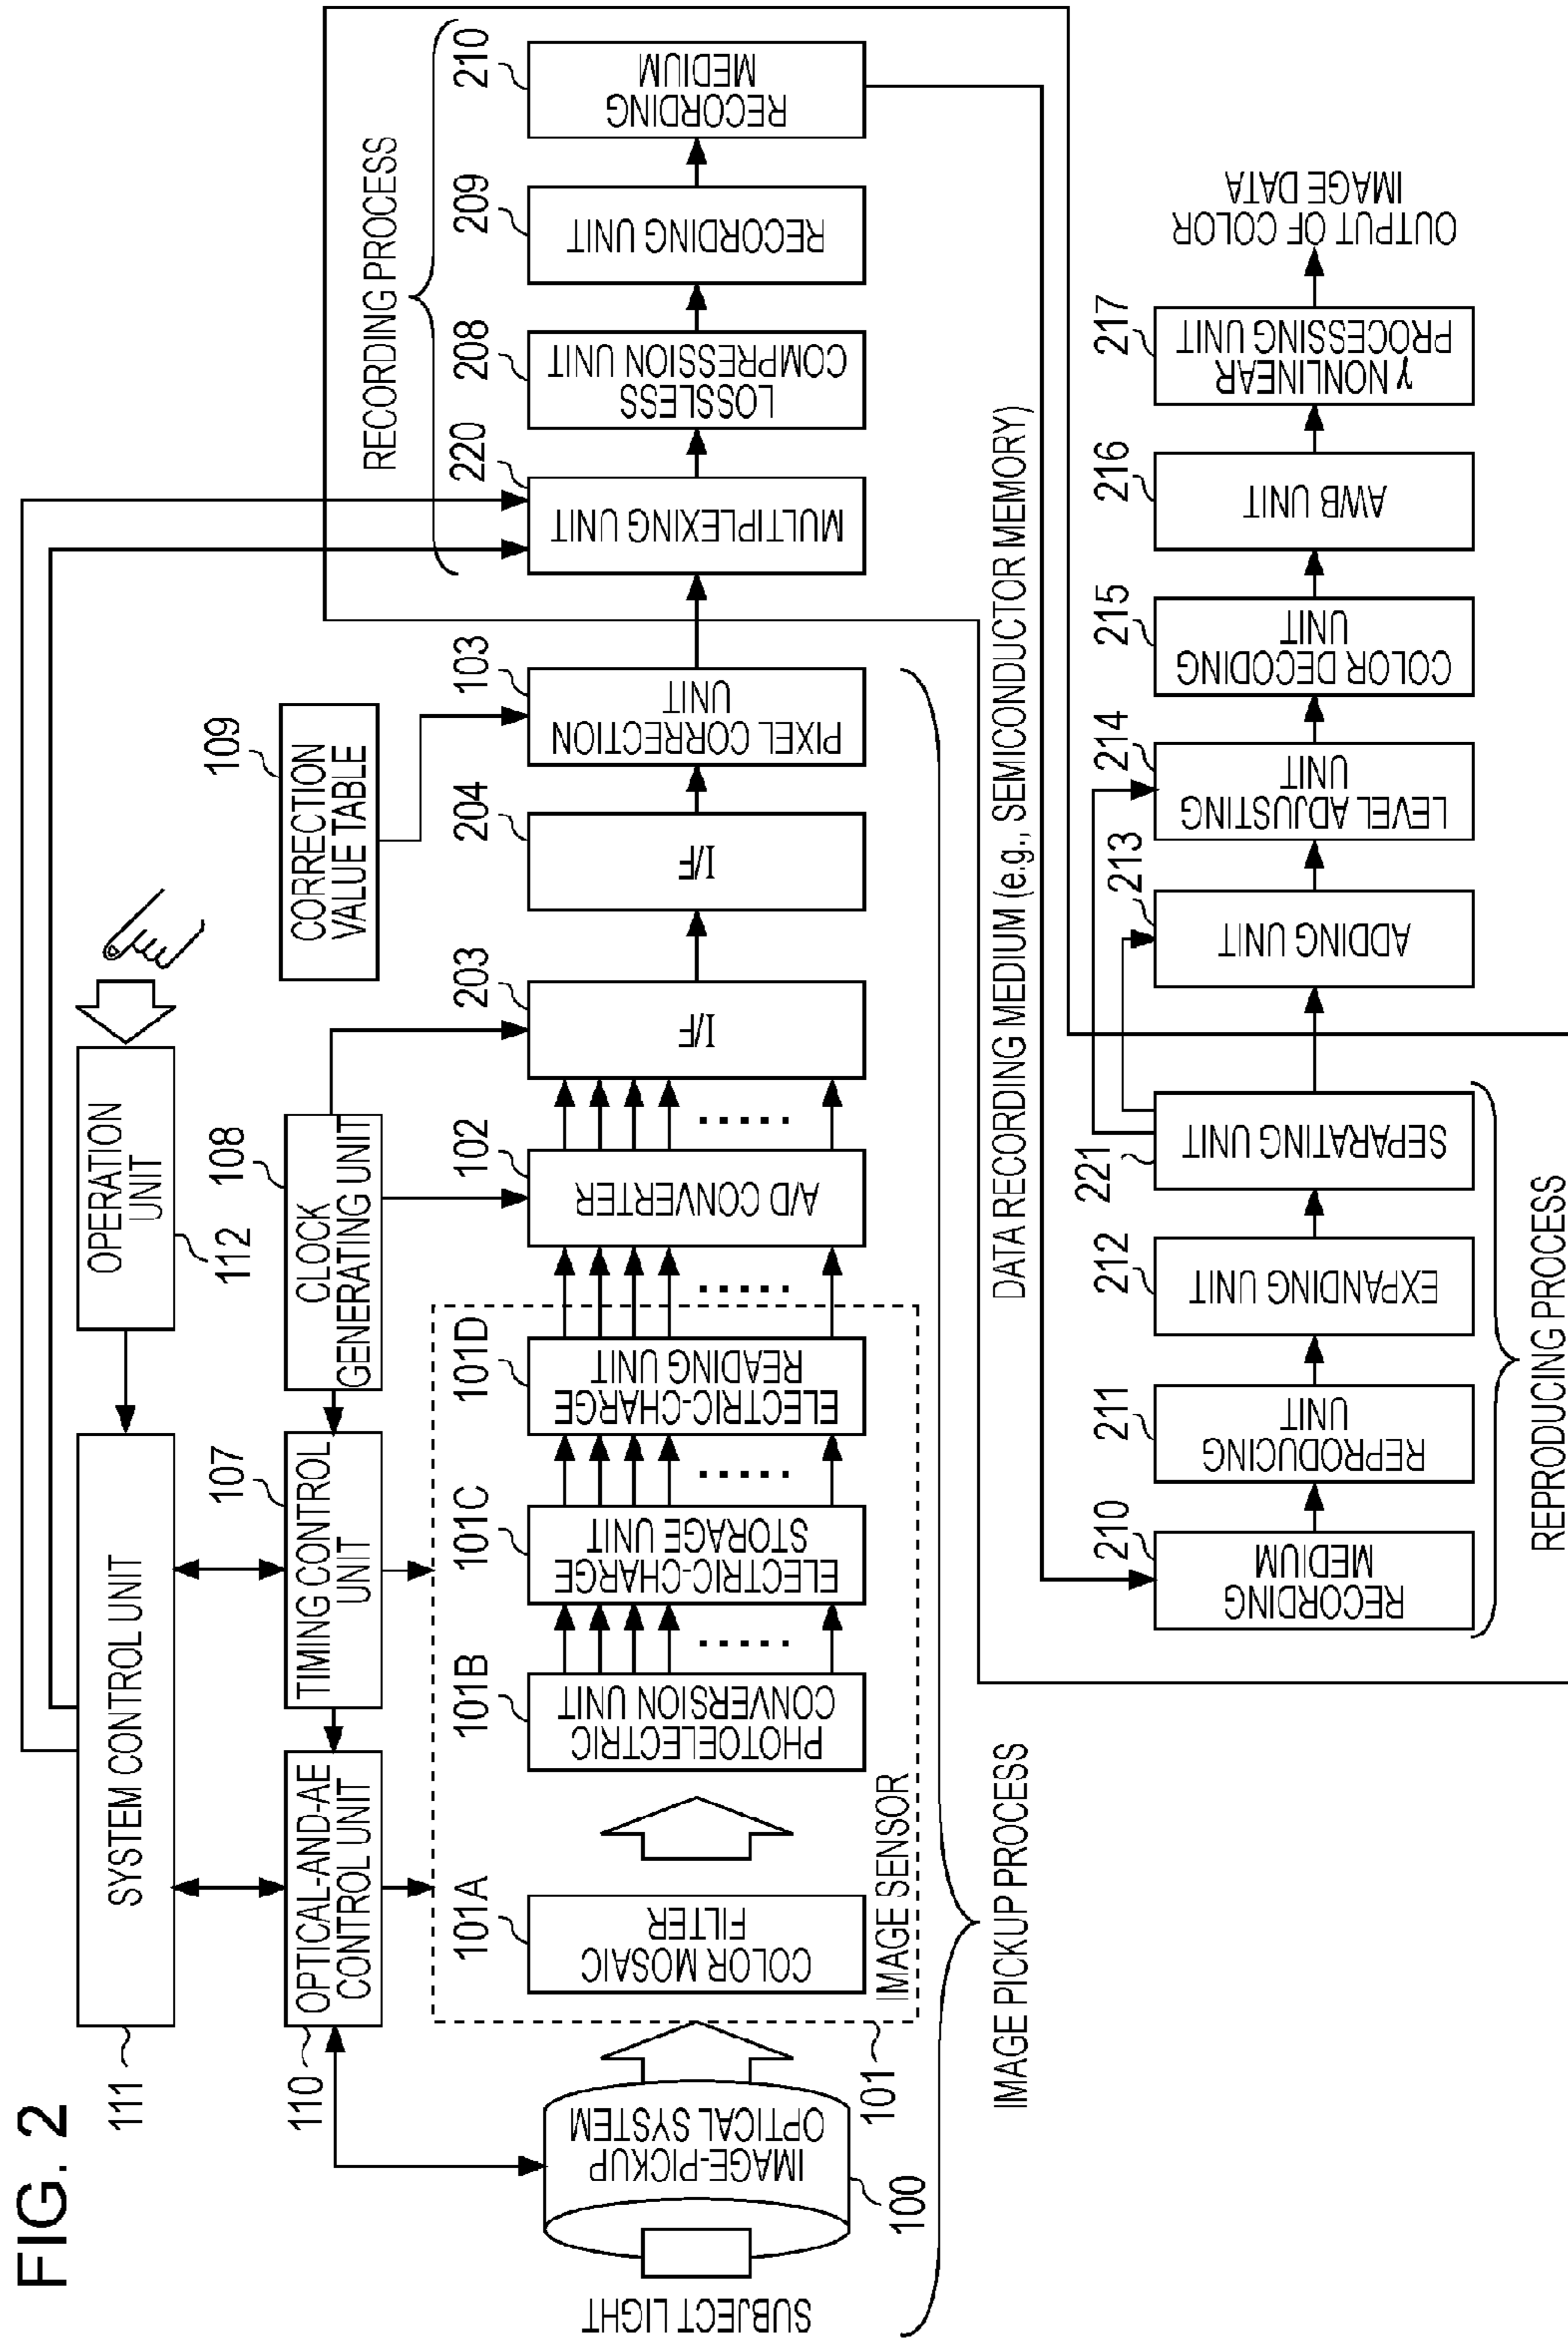 FIG. 2
111
SYSTEM CONTROL UNIT
OPERATION
UNIT
112
110
OPTICAL-AND-AE
CONTROL UNIT
107
TIMING CONTROL
UNIT
108
CLOCK
GENERATING UNIT
109
CORRECTION
VALUE TABLE
RECORDING PROCESS
SUBJECT LIGHT
IMAGE-PICKUP
OPTICAL SYSTEM
100
101
IMAGE SENSOR
101A
COLOR MOSAIC
FILTER
101B
PHOTOELECTRIC
CONVERSION UNIT
101C
ELECTRIC-CHARGE
STORAGE UNIT
101D
ELECTRIC-CHARGE
READING UNIT
102
A/D CONVERTER
203
I/F
204
I/F
103
PIXEL CORRECTION
UNIT
220
MULTIPLEXING UNIT
208
LOSSLESS
COMPRESSION UNIT
209
RECORDING UNIT
210
RECORDING
MEDIUM
IMAGE PICKUP PROCESS
DATA RECORDING MEDIUM (e.g., SEMICONDUCTOR MEMORY)
210
RECORDING
MEDIUM
211
REPRODUCING
UNIT
212
EXPANDING UNIT
221
SEPARATING UNIT
213
ADDING UNIT
214
LEVEL ADJUSTING
UNIT
215
COLOR DECODING
UNIT
216
AWB UNIT
217
γ NONLINEAR
PROCESSING UNIT
OUTPUT OF COLOR
IMAGE DATA
REPRODUCING PROCESS